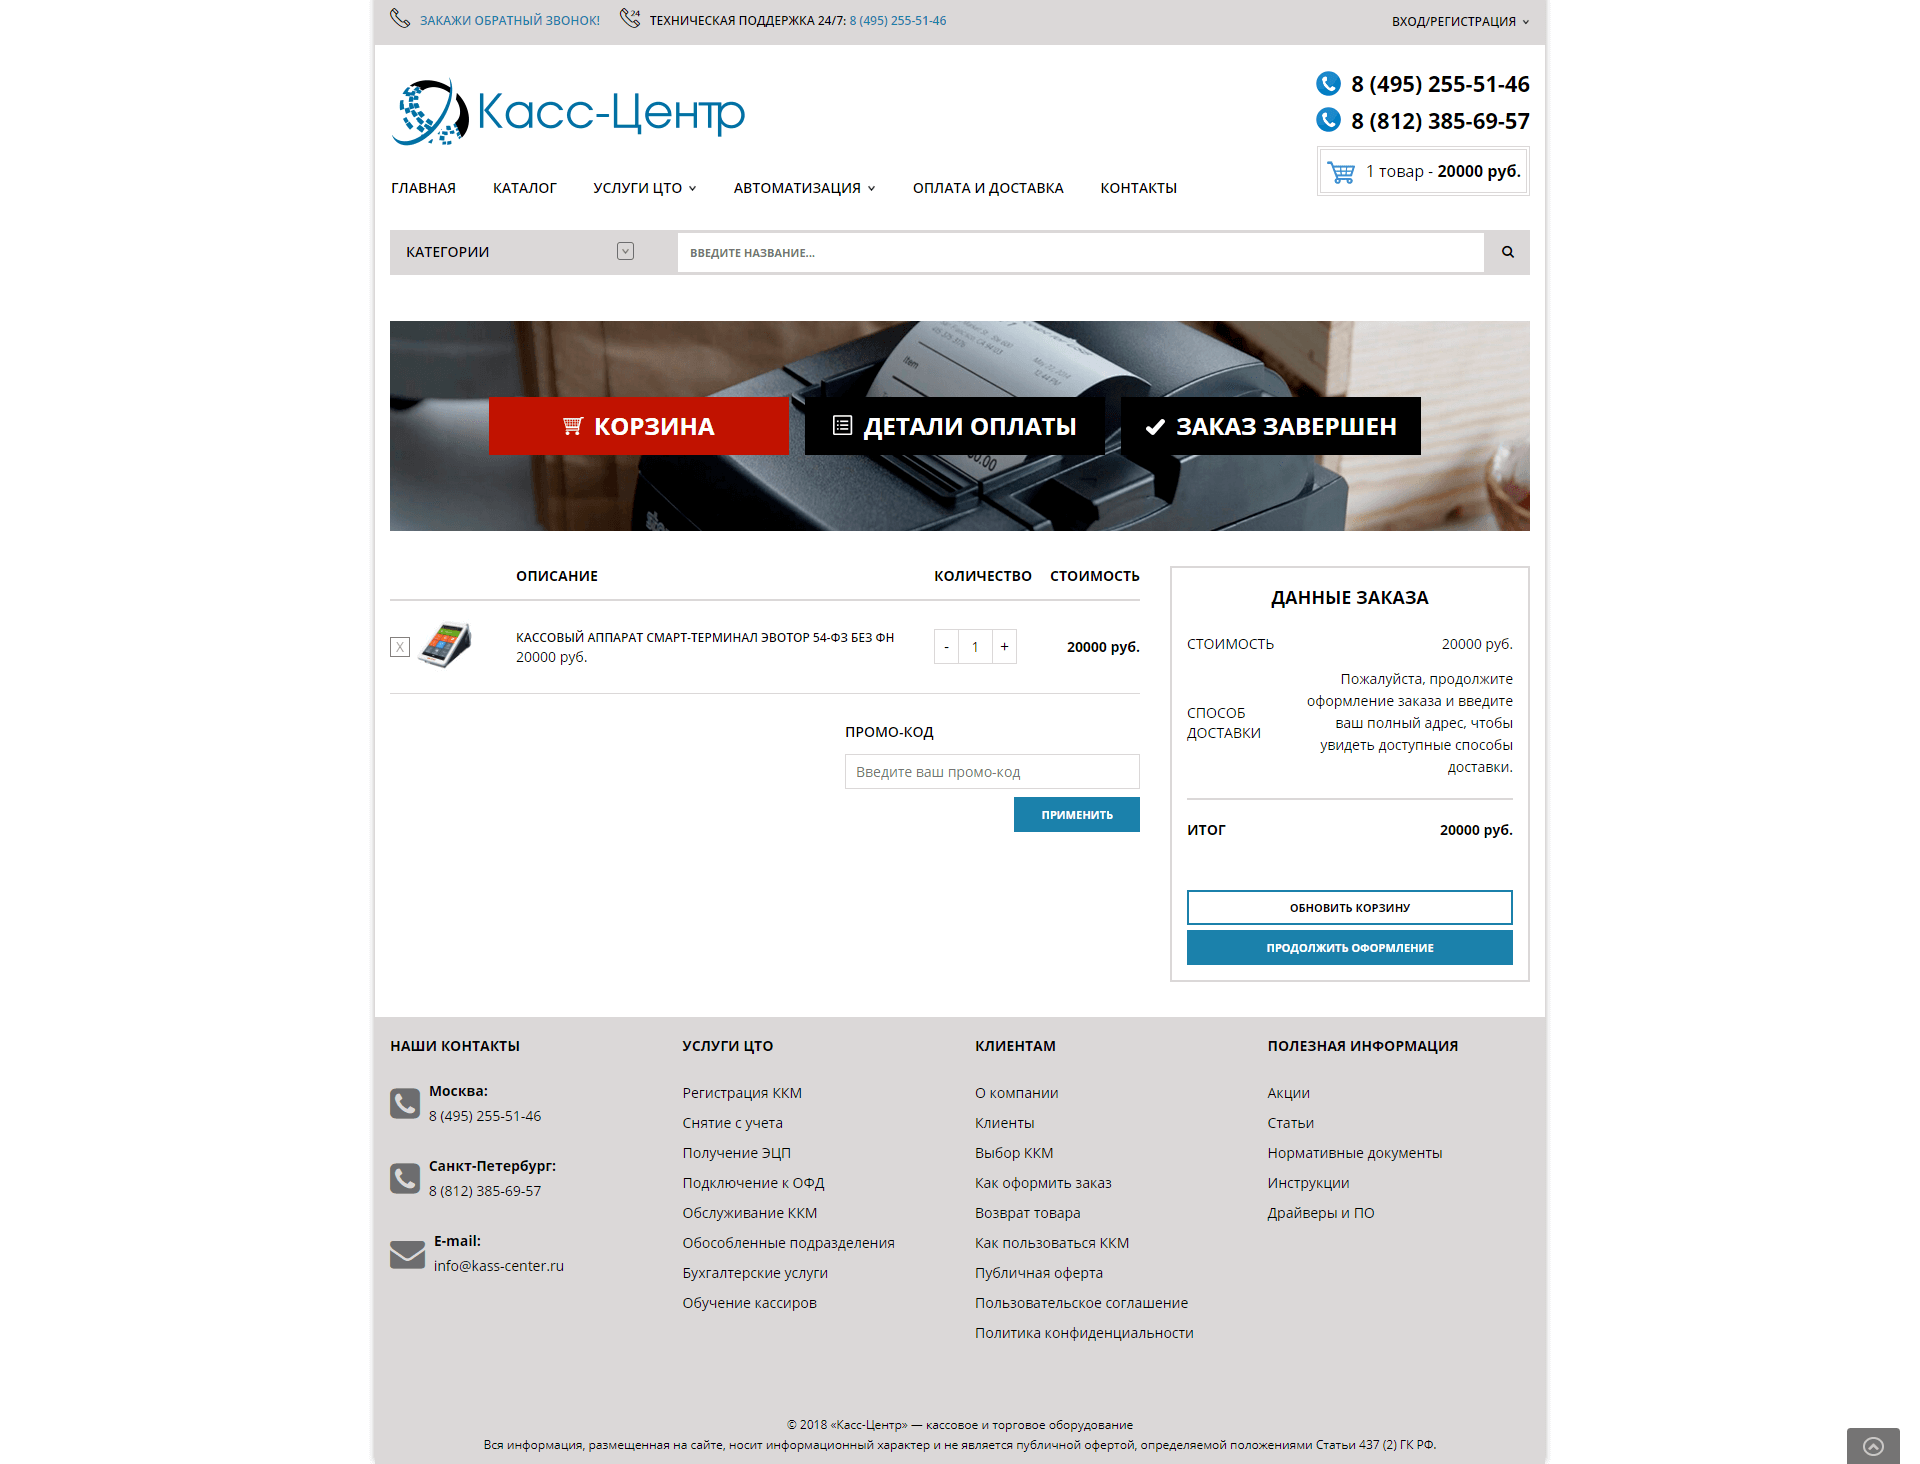 ЗАКАЖИ ОБРАТНЫЙ ЗВОНОК!
24
ТЕХНИЧЕСКАЯ ПОДДЕРЖКА 24/7: 8 (495) 255-51-46
ВХОД/РЕГИСТРАЦИЯ
Касс-Центр
8 (495) 255-51-46
8 (812) 385-69-57
1 товар - 20000 руб.
ГЛАВНАЯ
КАТАЛОГ
УСЛУГИ ЦТО
АВТОМАТИЗАЦИЯ
ОПЛАТА И ДОСТАВКА
КОНТАКТЫ
КАТЕГОРИИ
ВВЕДИТЕ НАЗВАНИЕ...
Item
КОРЗИНА
ДЕТАЛИ ОПЛАТЫ
ЗАКАЗ ЗАВЕРШЕН
ОПИСАНИЕ
КОЛИЧЕСТВО
СТОИМОСТЬ
X
КАССОВЫЙ АППАРАТ СМАРТ-ТЕРМИНАЛ ЭВОТОР 54-ФЗ БЕЗ ФН
20000 руб.
- 1 +
20000 руб.
ПРОМО-КОД
Введите ваш промо-код
ПРИМЕНИТЬ
ДАННЫЕ ЗАКАЗА
СТОИМОСТЬ
20000 руб.
СПОСОБ
ДОСТАВКИ
Пожалуйста, продолжите
оформление заказа и введите
ваш полный адрес, чтобы
увидеть доступные способы
доставки.
ИТОГ
20000 руб.
ОБНОВИТЬ КОРЗИНУ
ПРОДОЛЖИТЬ ОФОРМЛЕНИЕ
НАШИ КОНТАКТЫ
Москва:
8 (495) 255-51-46
Санкт-Петербург:
8 (812) 385-69-57
E-mail:
info@kass-center.ru
УСЛУГИ ЦТО
Регистрация ККМ
Снятие с учета
Получение ЭЦП
Подключение к ОФД
Обслуживание ККМ
Обособленные подразделения
Бухгалтерские услуги
Обучение кассиров
КЛИЕНТАМ
О компании
Клиенты
Выбор ККМ
Как оформить заказ
Возврат товара
Как пользоваться ККМ
Публичная оферта
Пользовательское соглашение
Политика конфиденциальности
ПОЛЕЗНАЯ ИНФОРМАЦИЯ
Акции
Статьи
Нормативные документы
Инструкции
Драйверы и ПО
© 2018 «Касс-Центр» — кассовое и торговое оборудование
Вся информация, размещенная на сайте, носит информационный характер и не является публичной офертой, определяемой положениями Статьи 437 (2) ГК РФ.